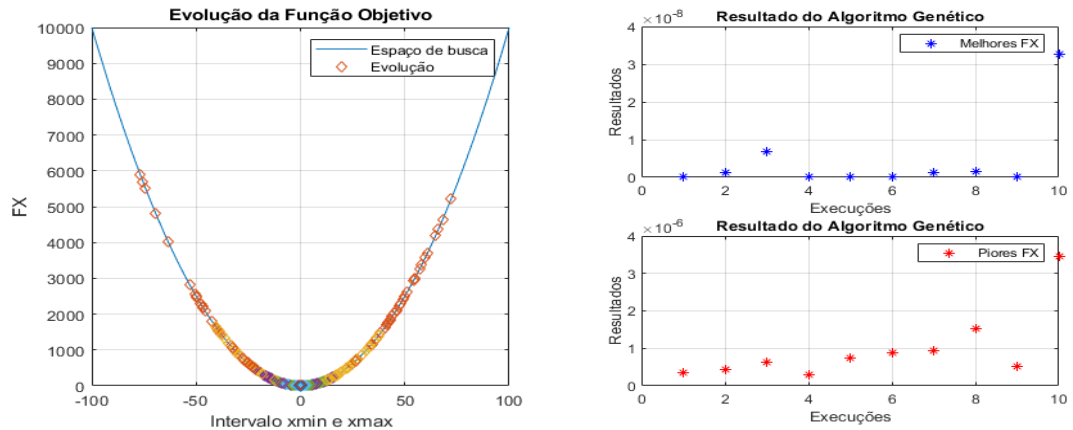 Evolução da Função Objetivo
10000
9000
8000
7000
6000
5000
4000
3000
2000
1000
0
FX
-100 -50 0 50 100
Intervalo xmin e xmax
Espaço de busca
Evolução
Resultado do Algoritmo Genético
×10^-8
4
3
2
1
0
Resultados
0 2 4 6 8 10
Execuções
Melhores FX
Resultado do Algoritmo Genético
×10^-6
4
3
2
1
0
Resultados
0 2 4 6 8 10
Execuções
Piores FX